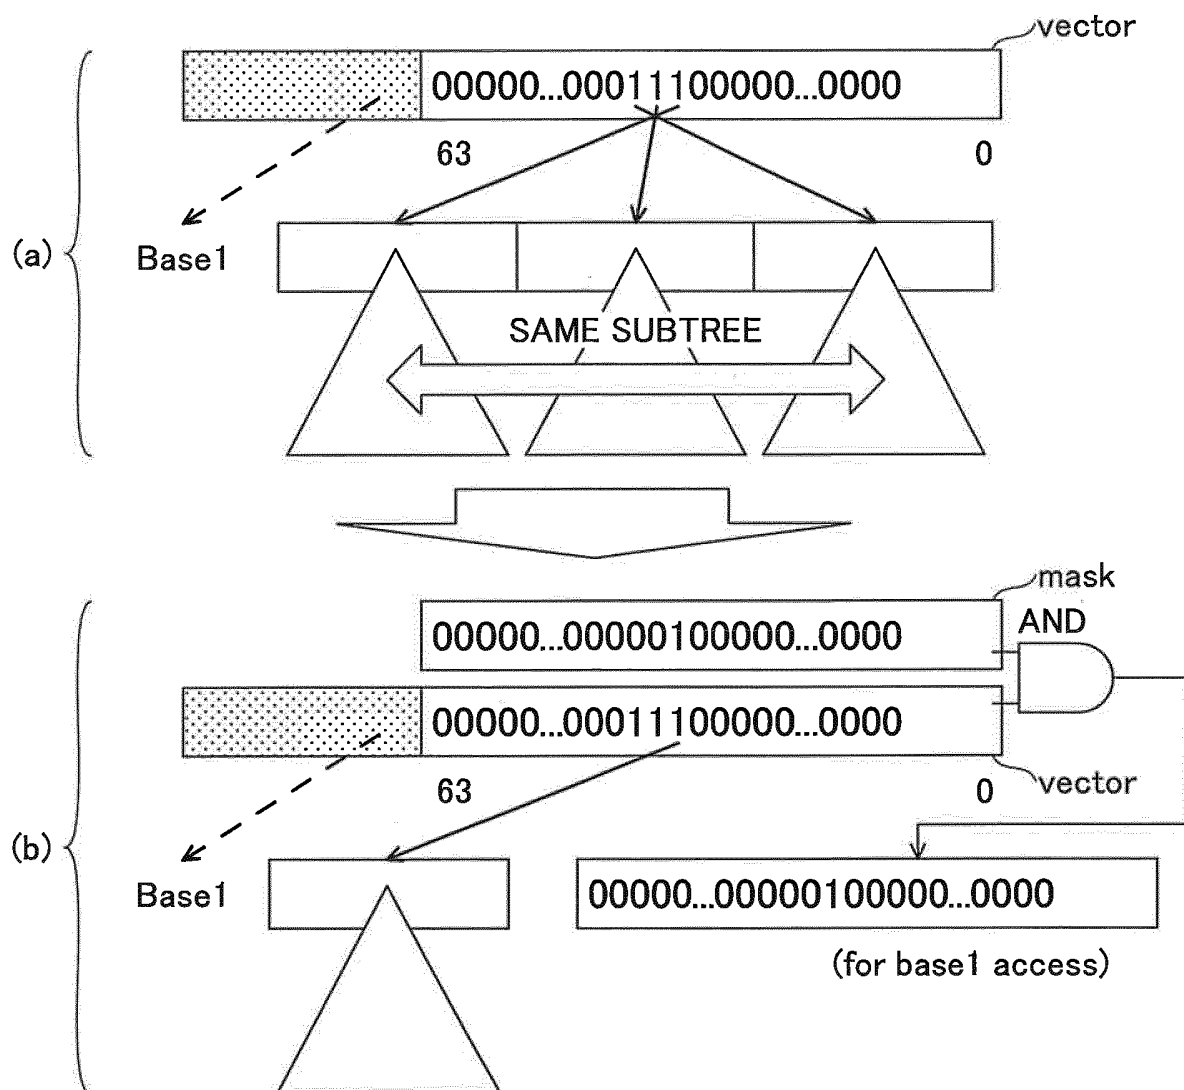 vector
00000...00011100000...0000
63 0
(a)
Base1
SAME SUBTREE
mask
00000...00000100000...0000
AND
00000...00011100000...0000
63 0
vector
(b)
Base1
00000...00000100000...0000
(for base1 access)